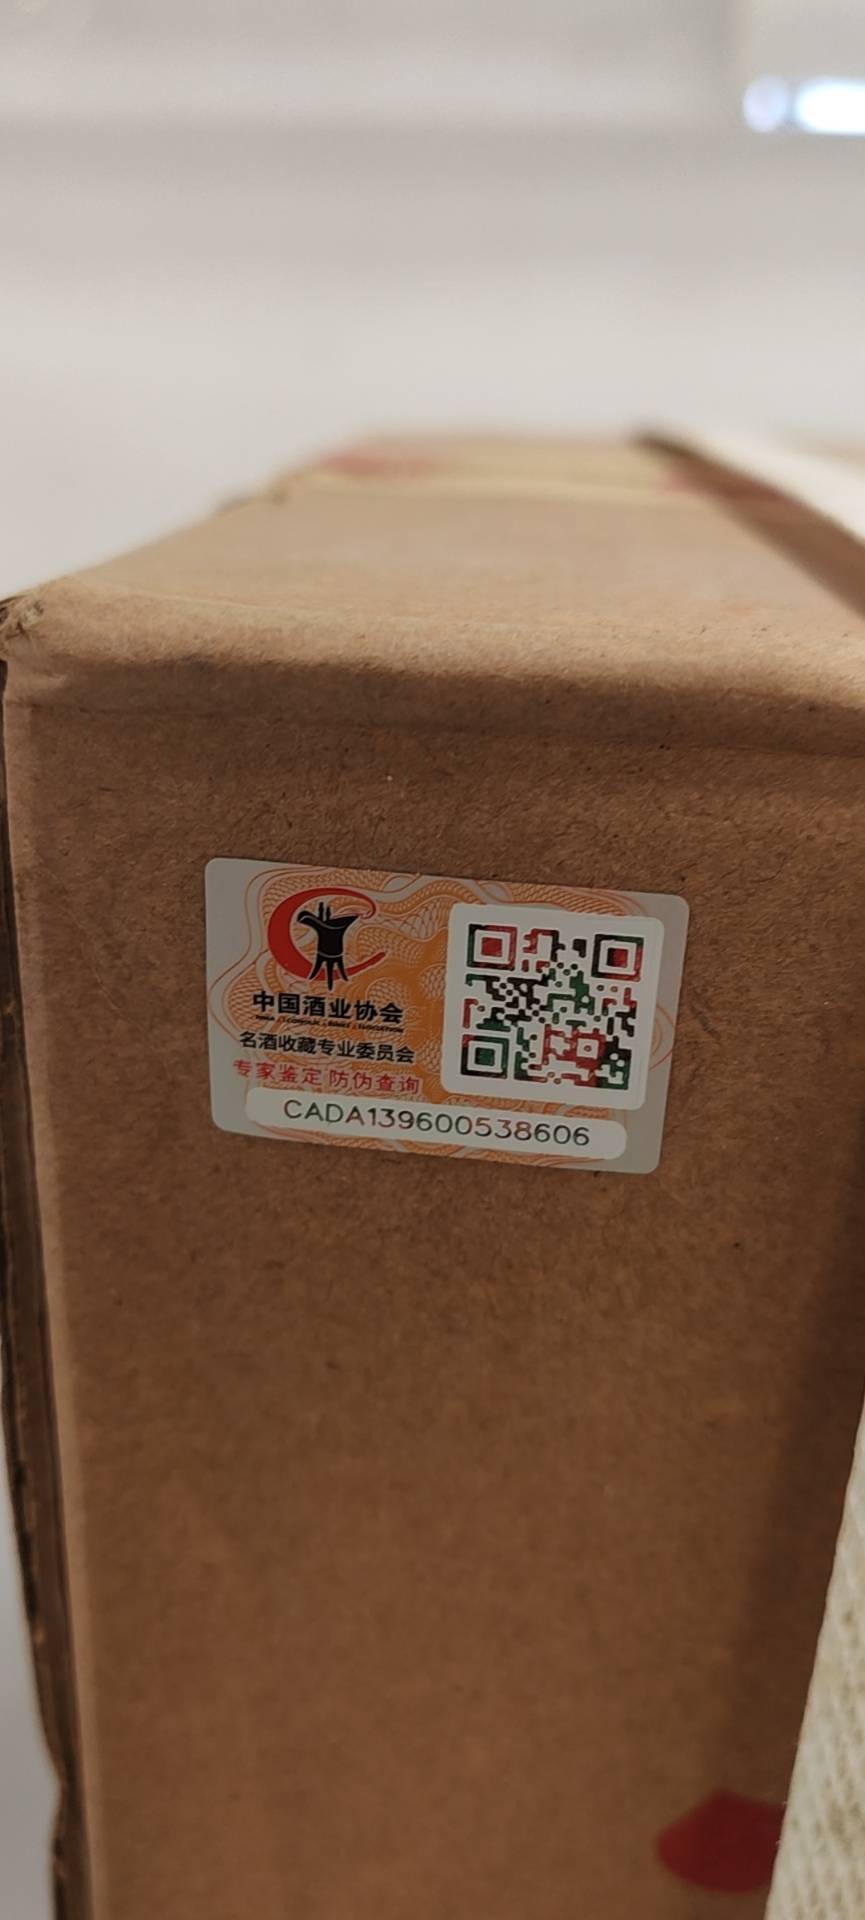 中国酒业协会
名酒收藏专业委员会
专家鉴定 防伪查询
CADA139600538606